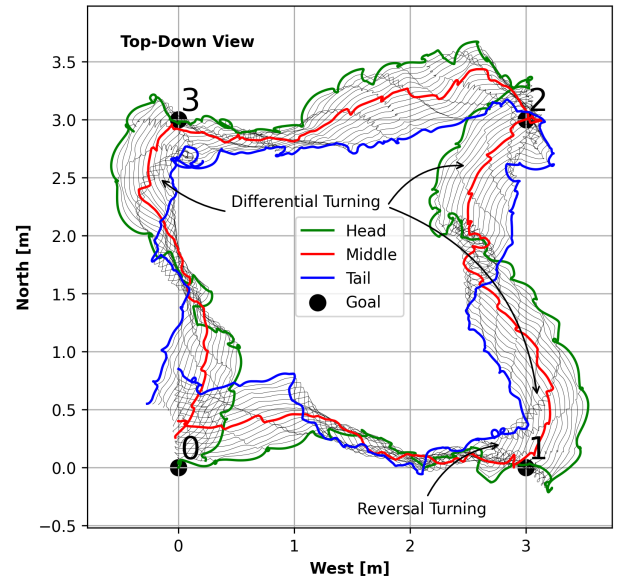 Top-Down View
3
2
Differential Turning
Head
Middle
Tail
Goal
0
1
Reversal Turning
3.5
3.0
2.5
2.0
1.5
1.0
0.5
0.0
−0.5
North [m]
0
1
2
3
West [m]